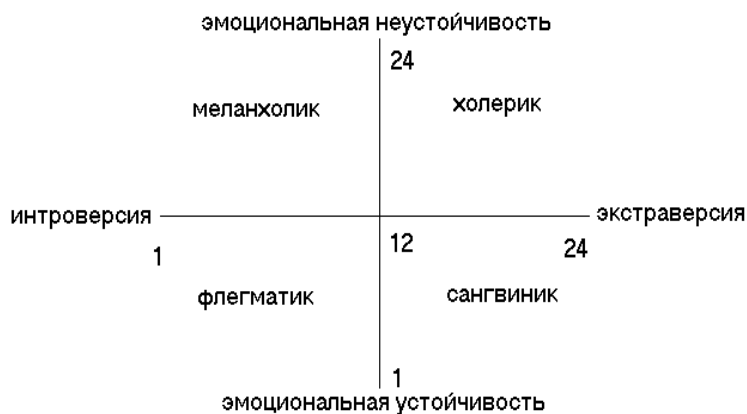 эмоциональная неустойчивость
24
меланхолик
холерик
интроверсия
экстраверсия
1
12
24
флегматик
сангвиник
1
эмоциональная устойчивость